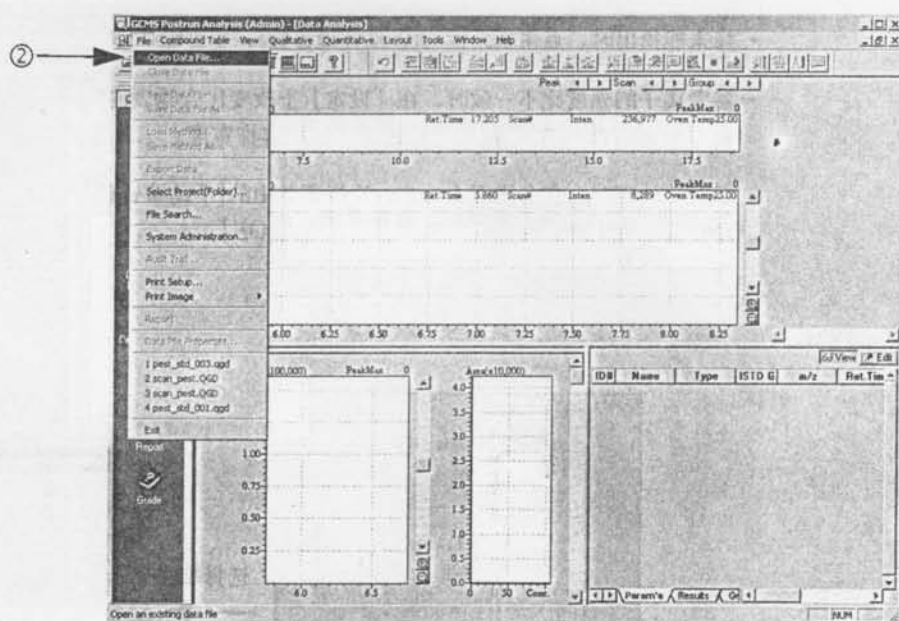 GCMS Postrun Analysis (Admin) - [Data Analysis]
File Compound Table View Qualitative Quantitative Layout Tools Window Help
②
Open Data File...
Close Data File
Save Data File As...
Load Method...
Save Method As...
Export Data
Select Project(Folder)...
File Search...
System Administration...
Audit Trail...
Print Setup...
Print Image
Report
Data File Properties...
1 pest_std_003.qgd
2 scan_pest.QGD
3 scan_pest.QGD
4 pest_std_001.qgd
Exit
Report
Grade
Peak Scan Group
PeakMax 0
Ret.Time 17.205 Scan# Inten. 236,977 Oven Temp 25.00
7.5 10.0 12.5 15.0 17.5
PeakMax 0
Ret.Time 5.860 Scan# Inten. 8,289 Oven Temp 25.00
6.00 6.25 6.50 6.75 7.00 7.25 7.50 7.75 8.00 8.25
View Edit
(100,000) PeakMax 0
Area(x10,000)
ID# Name Type ISTD G m/z Ret.Tim
1.00
0.75
0.50
0.25
6.0 6.5
4.0
3.5
3.0
2.5
2.0
1.5
1.0
0.5
0.0
0 50 Conc.
Param's Results
Open an existing data file
NUM